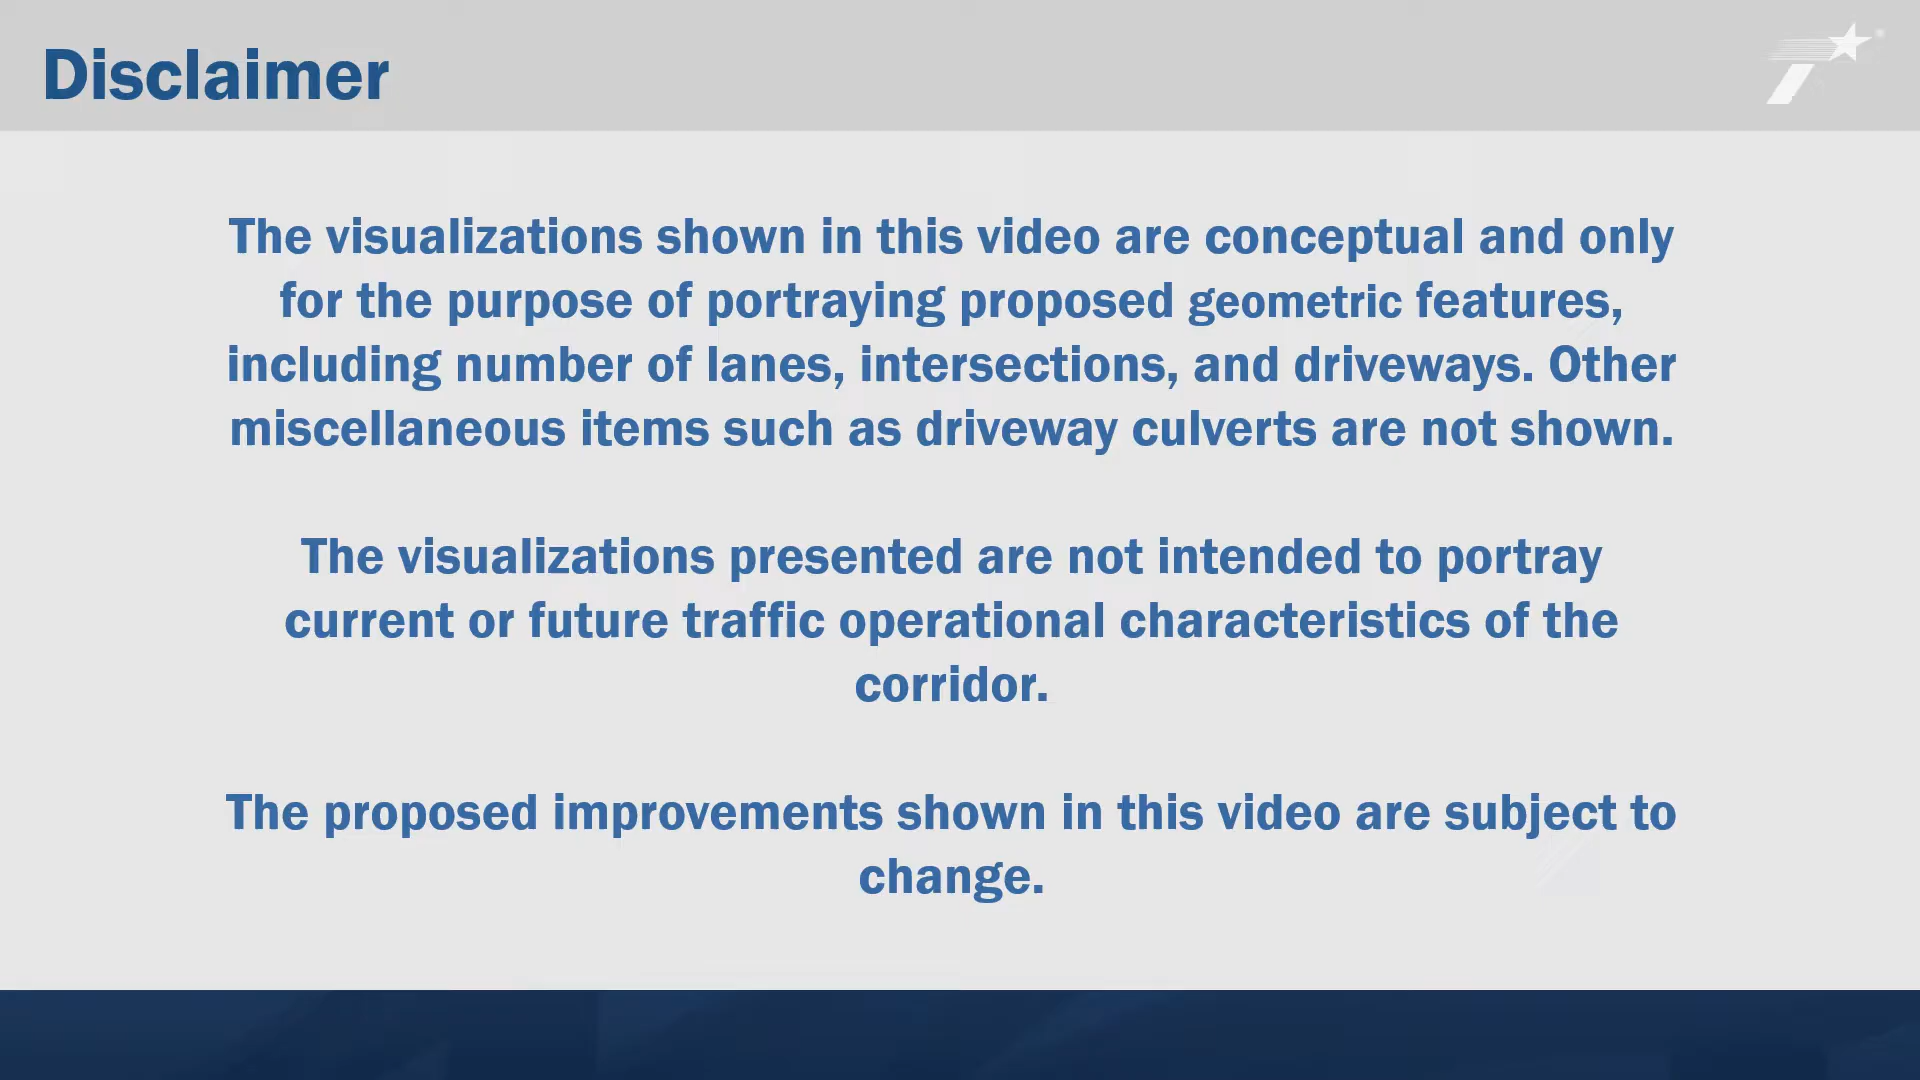 Disclaimer
The visualizations shown in this video are conceptual and only
for the purpose of portraying proposed geometric features,
including number of lanes, intersections, and driveways. Other
miscellaneous items such as driveway culverts are not shown.
The visualizations presented are not intended to portray
current or future traffic operational characteristics of the
corridor.
The proposed improvements shown in this video are subject to
change.